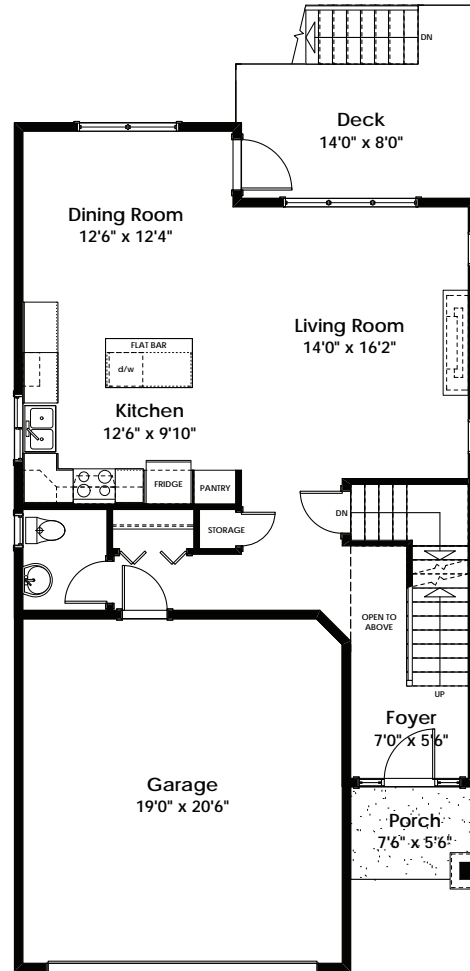 DN
Deck
14'0" x 8'0"
Dining Room
12'6" x 12'4"
Living Room
14'0" x 16'2"
FLAT BAR
d/w
Kitchen
12'6" x 9'10"
FRIDGE
PANTRY
STORAGE
DN
OPEN TO
ABOVE
UP
Foyer
7'0" x 5'6"
Garage
19'0" x 20'6"
Porch
7'6" x 5'6"